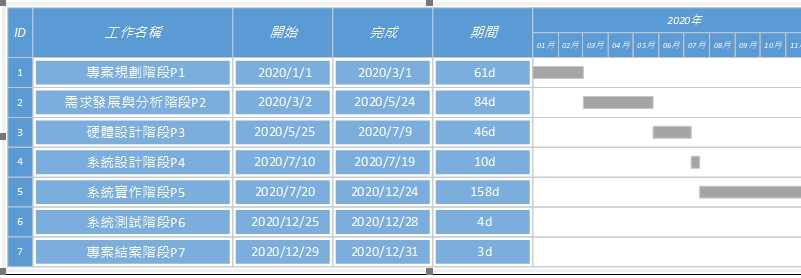 ID 工作名稱 開始 完成 期間 2020年
01月 02月 03月 04月 05月 06月 07月 08月 09月 10月
1 專案規劃階段P1 2020/1/1 2020/3/1 61d
2 需求發展與分析階段P2 2020/3/2 2020/5/24 84d
3 硬體設計階段P3 2020/5/25 2020/7/9 46d
4 系統設計階段P4 2020/7/10 2020/7/19 10d
5 系統實作階段P5 2020/7/20 2020/12/24 158d
6 系統測試階段P6 2020/12/25 2020/12/28 4d
7 專案結案階段P7 2020/12/29 2020/12/31 3d